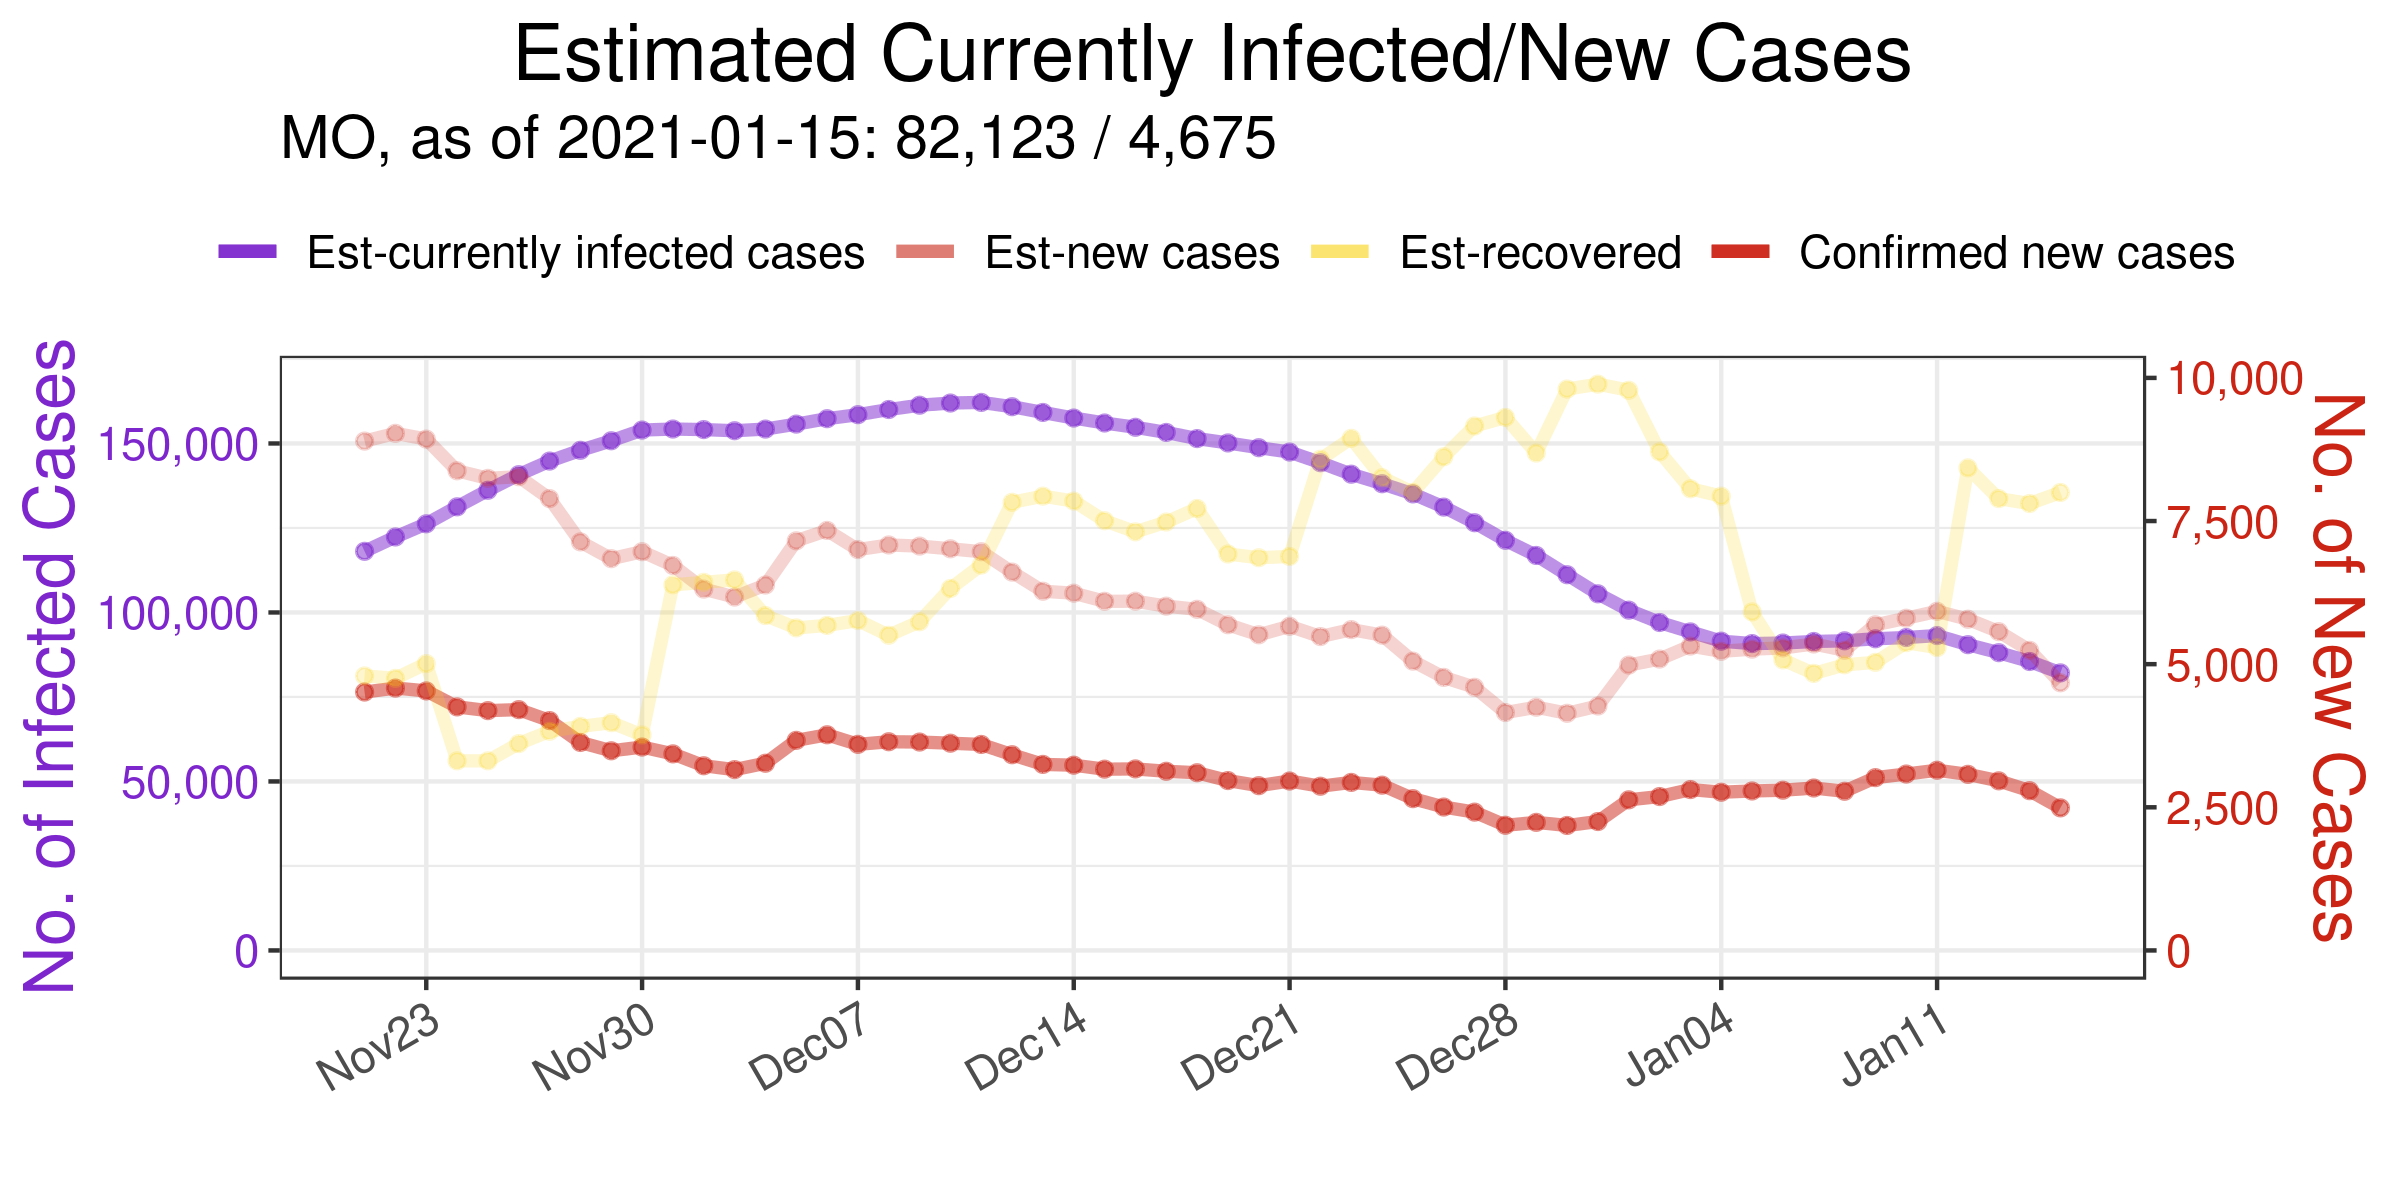 Estimated Currently Infected/New Cases
MO, as of 2021-01-15: 82,123 / 4,675
Est-currently infected cases Est-new cases Est-recovered Confirmed new cases
No. of Infected Cases
150,000
100,000
50,000
0
10,000
7,500
5,000
2,500
0
No. of New Cases
Nov23 Nov30 Dec07 Dec14 Dec21 Dec28 Jan04 Jan11